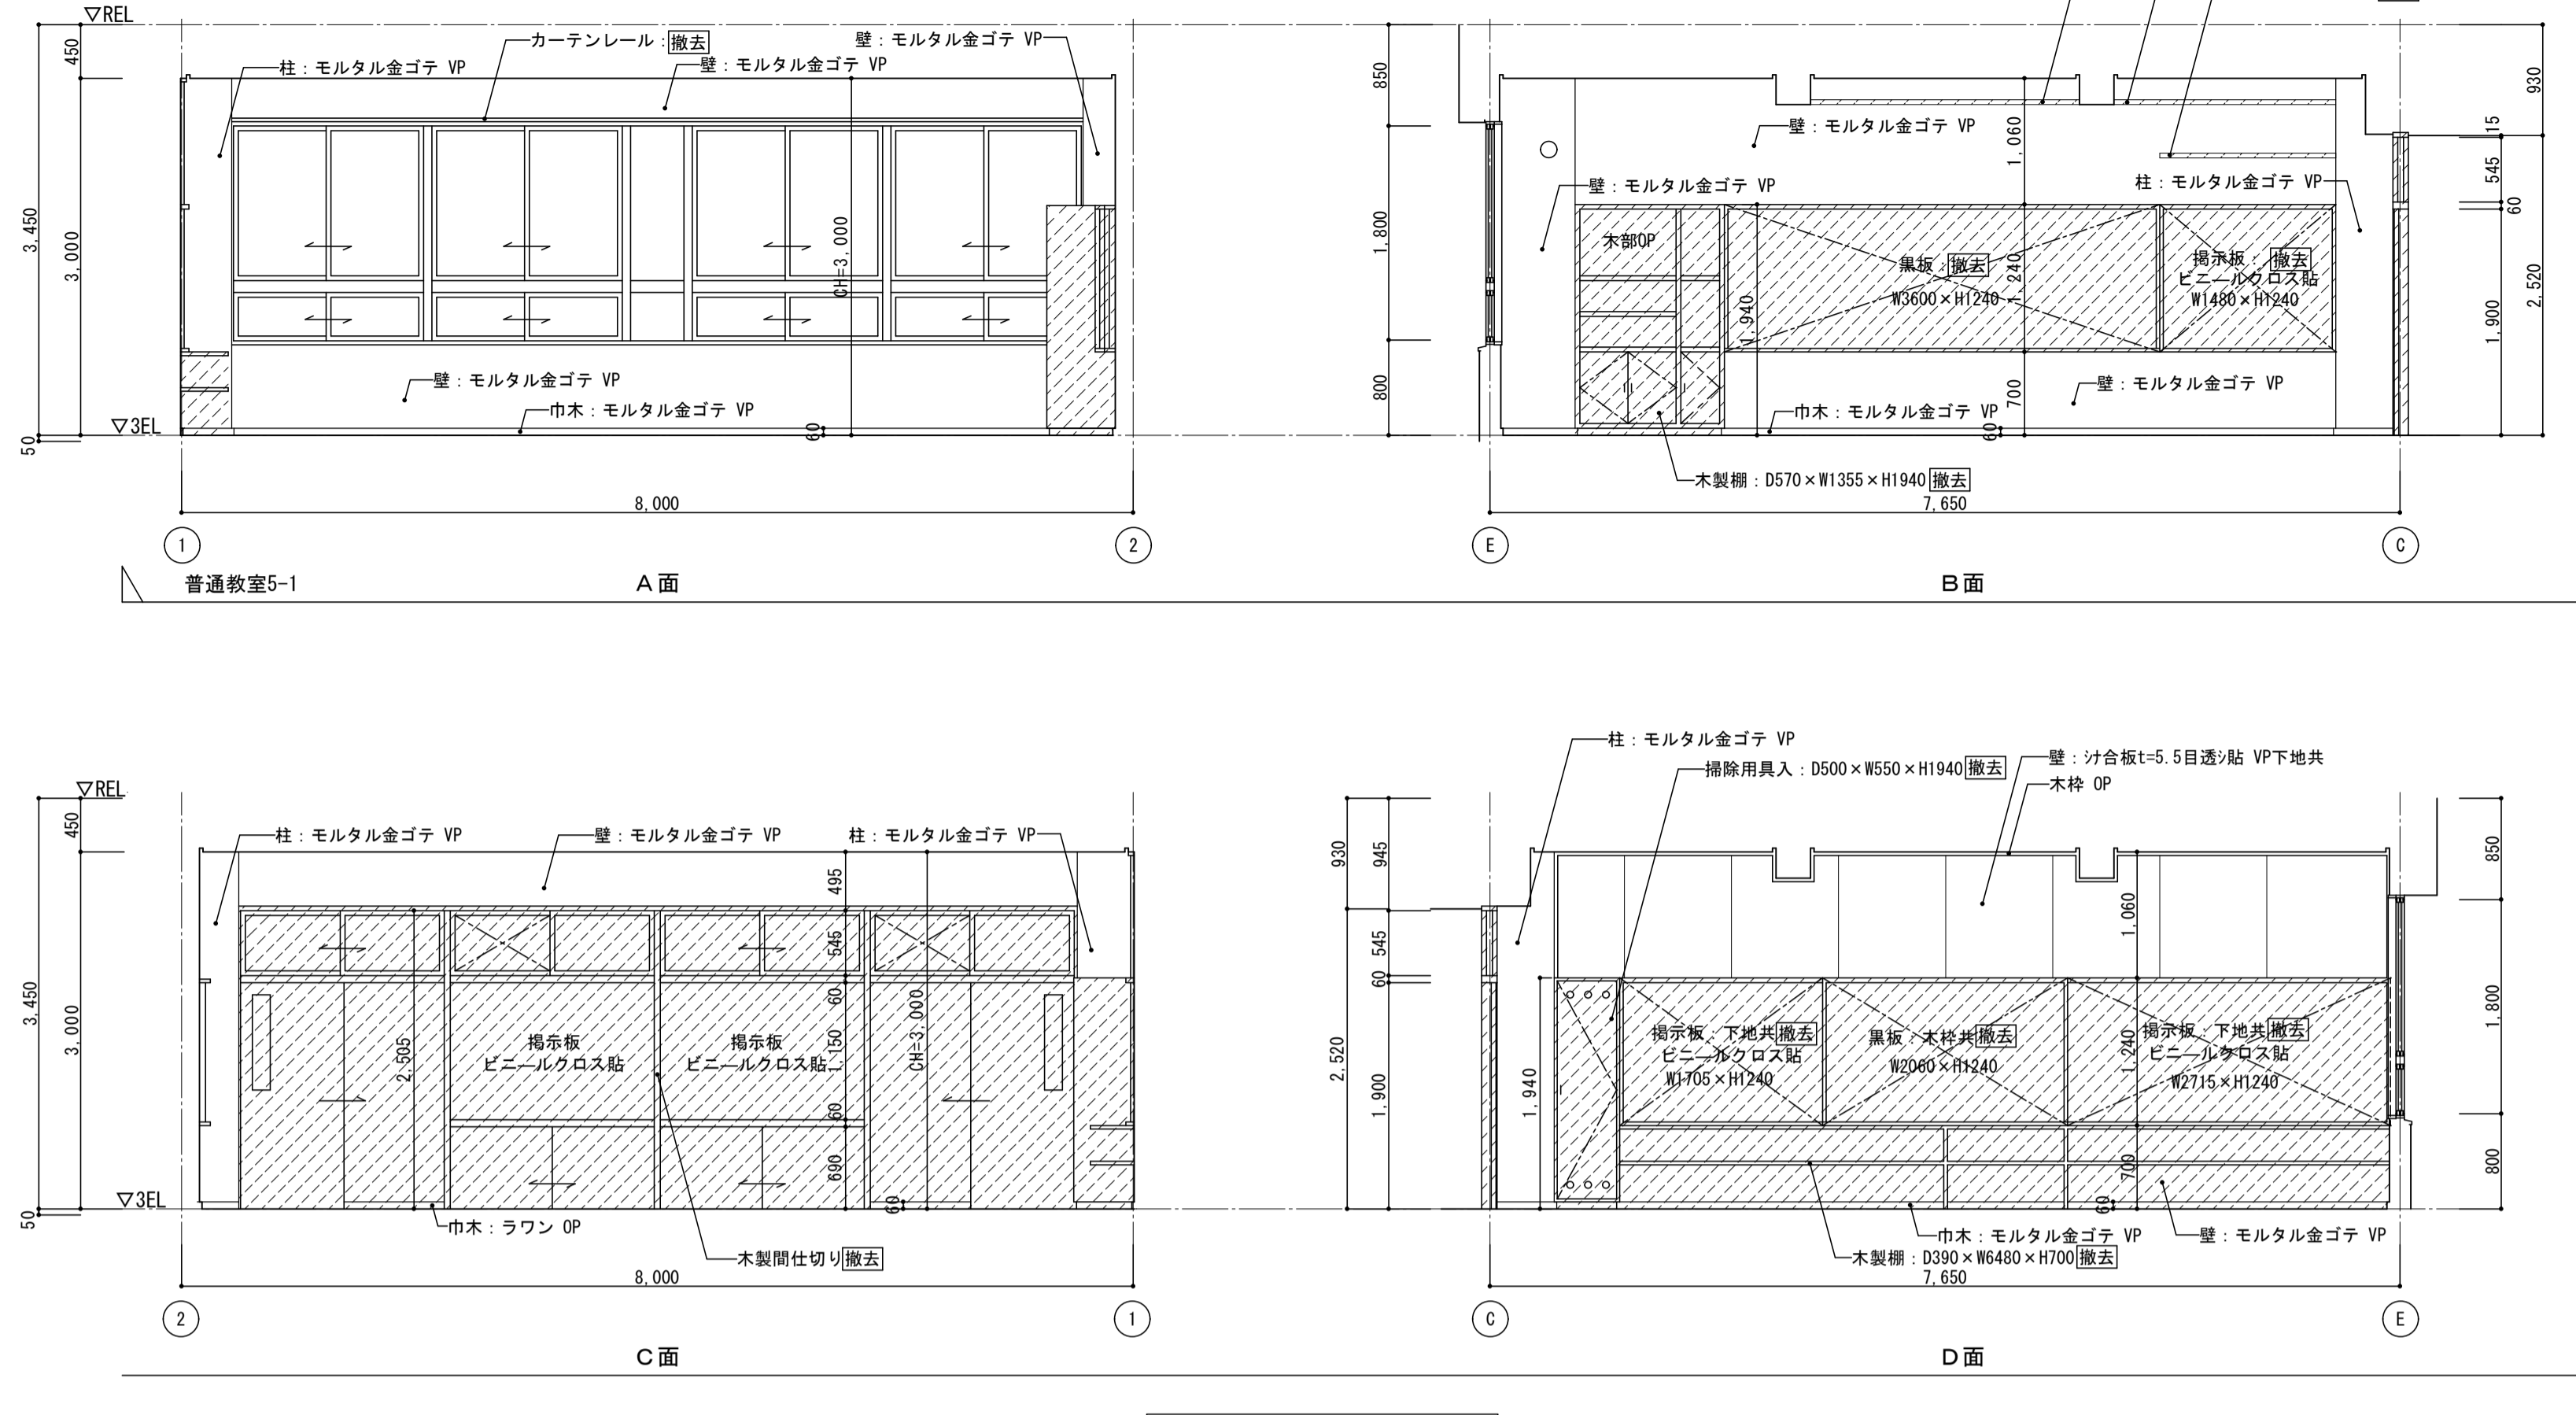 ▽REL
450
3,450
3,000
50
▽3EL
カーテンレール：撤去
壁：モルタル金ゴテ VP
柱：モルタル金ゴテ VP
壁：モルタル金ゴテ VP
CH=3,000
壁：モルタル金ゴテ VP
巾木：モルタル金ゴテ VP
60
8,000
1
2
普通教室5-1
A面
850
1,800
800
壁：モルタル金ゴテ VP
1,060
壁：モルタル金ゴテ VP
柱：モルタル金ゴテ VP
木部OP
黒板：撤去
W3600×H1240
1,240
1,940
掲示板：撤去
ビニールクロス貼
W1480×H1240
700
壁：モルタル金ゴテ VP
巾木：モルタル金ゴテ VP
60
木製棚：D570×W1355×H1940撤去
7,650
930
15
545
60
2,520
1,900
E
C
B面
▽REL
450
3,450
3,000
50
▽3EL
柱：モルタル金ゴテ VP
壁：モルタル金ゴテ VP
柱：モルタル金ゴテ VP
495
545
60
CH=3,000
2,505
掲示板
ビニールクロス貼
掲示板
ビニールクロス貼
1,150
60
690
60
巾木：ラワン OP
木製間仕切り撤去
8,000
2
1
C面
柱：モルタル金ゴテ VP
掃除用具入：D500×W550×H1940撤去
壁：ｼﾅ合板t=5.5目透ｼ貼 VP下地共
木枠 OP
930
945
545
60
2,520
1,900
1,940
1,060
掲示板：下地共撤去
ビニールクロス貼
W1705×H1240
黒板：木枠共撤去
W2060×H1240
1,240
掲示板：下地共撤去
ビニールクロス貼
W2715×H1240
700
60
850
1,800
800
巾木：モルタル金ゴテ VP
壁：モルタル金ゴテ VP
木製棚：D390×W6480×H700撤去
7,650
C
E
D面